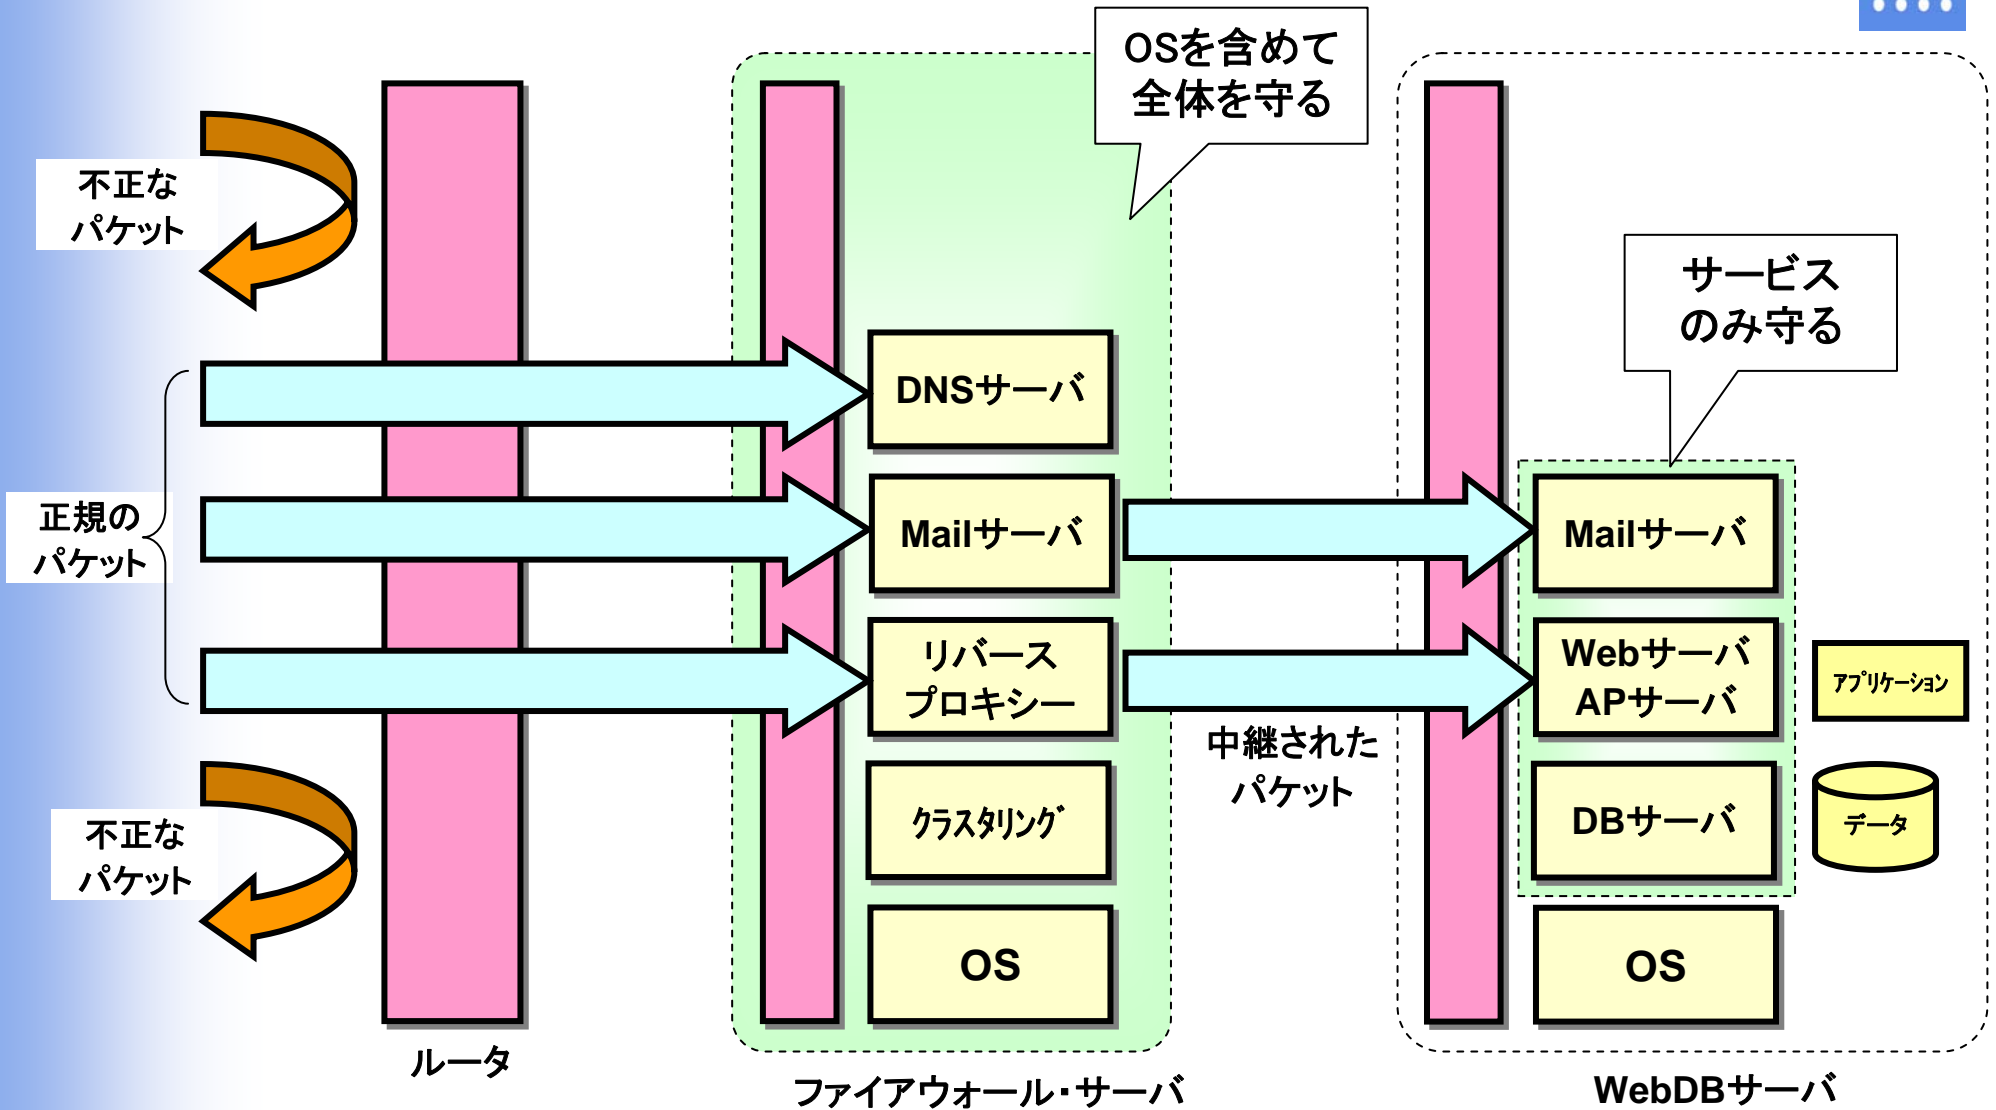 OSを含めて
全体を守る
不正な
パケット
サービス
のみ守る
DNSサーバ
正規の
パケット
Mailサーバ
Mailサーバ
リバース
プロキシー
Webサーバ
APサーバ
ｱﾌﾟﾘｹｰｼｮﾝ
中継された
パケット
不正な
パケット
ｸﾗｽﾀﾘﾝｸﾞ
DBサーバ
データ
OS
OS
ルータ
ファイアウォール・サーバ
WebDBサーバ